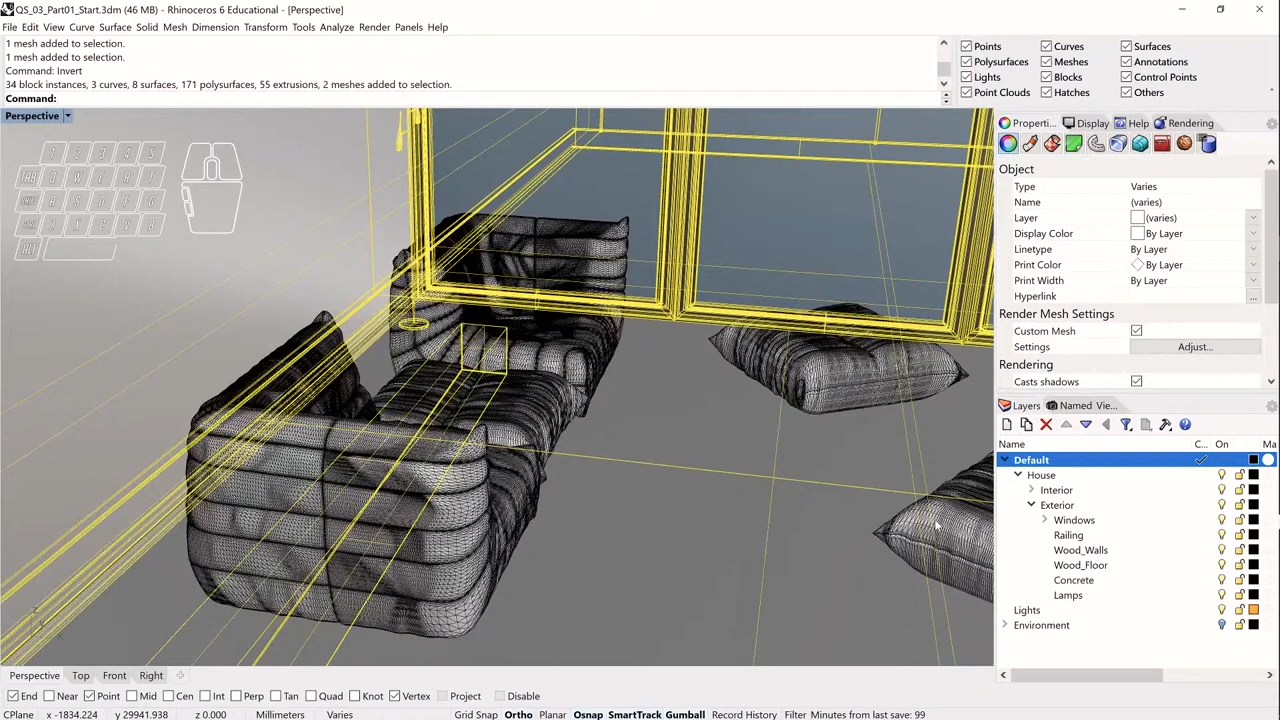 QS_03_Part01_Start.3dm (46 MB) - Rhinoceros 6 Educational - [Perspective]
File Edit View Curve Surface Solid Mesh Dimension Transform Tools Analyze Render Panels Help
1 mesh added to selection.
1 mesh added to selection.
Command: Invert
34 block instances, 3 curves, 8 surfaces, 171 polysurfaces, 55 extrusions, 2 meshes added to selection.
Command:
Points Curves Surfaces
Polysurfaces Meshes Annotations
Lights Blocks Control Points
Point Clouds Hatches Others
Perspective
1 2 3 4 5
TAB Q W E R T
A S D F G
Z X C V B
ALT
Properti... Display Help Rendering
Object
Type Varies
Name (varies)
Layer (varies)
Display Color By Layer
Linetype By Layer
Print Color By Layer
Print Width By Layer
Hyperlink ...
Render Mesh Settings
Custom Mesh
Settings Adjust...
Rendering
Casts shadows
Layers Named Vie...
Name C... On Ma
Default
House
Interior
Exterior
Windows
Railing
Wood_Walls
Wood_Floor
Concrete
Lamps
Lights
Environment
Perspective Top Front Right
End Near Point Mid Cen Int Perp Tan Quad Knot Vertex Project Disable
CPlane x -1834.224 y 29941.938 z 0.000 Millimeters Varies Grid Snap Ortho Planar Osnap SmartTrack Gumball Record History Filter Minutes from last save: 99